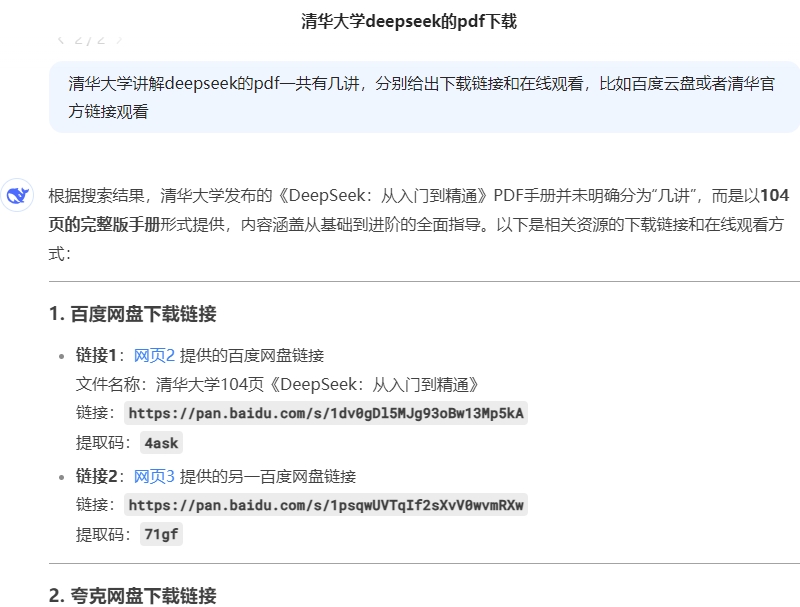 清华大学deepseek的pdf下载
清华大学讲解deepseek的pdf一共有几讲，分别给出下载链接和在线观看，比如百度云盘或者清华官
方链接观看
根据搜索结果，清华大学发布的《DeepSeek：从入门到精通》PDF手册并未明确分为“几讲”，而是以104
页的完整版手册形式提供，内容涵盖从基础到进阶的全面指导。以下是相关资源的下载链接和在线观看方
式：
1. 百度网盘下载链接
• 链接1：网页2 提供的百度网盘链接
文件名称：清华大学104页《DeepSeek：从入门到精通》
链接：https://pan.baidu.com/s/1dv0gDl5MJg93oBw13Mp5kA
提取码：4ask
• 链接2：网页3 提供的另一百度网盘链接
链接：https://pan.baidu.com/s/1psqwUVTqIf2sXvV0wvmRXw
提取码：71gf
2. 夸克网盘下载链接